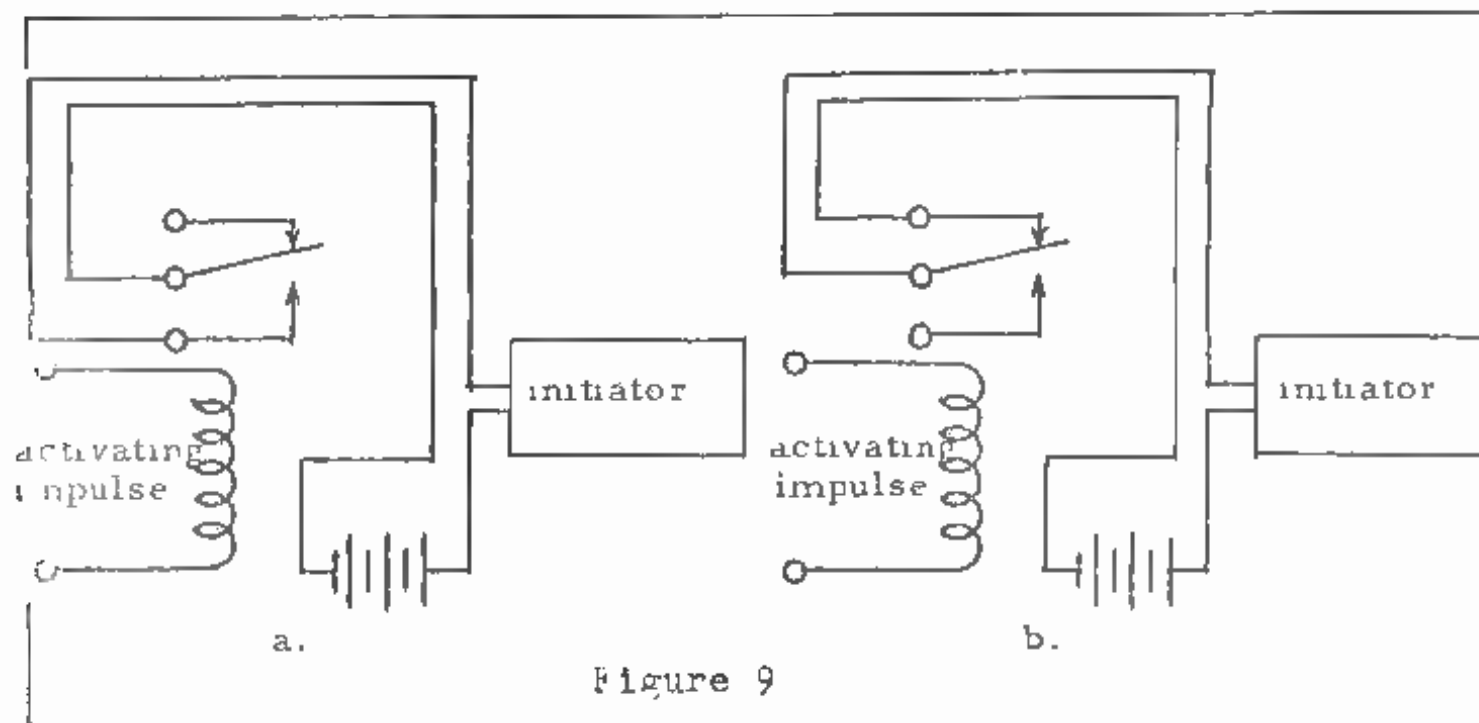 initiator
activating
impulse
a.
initiator
activating
impulse
b.
Figure 9